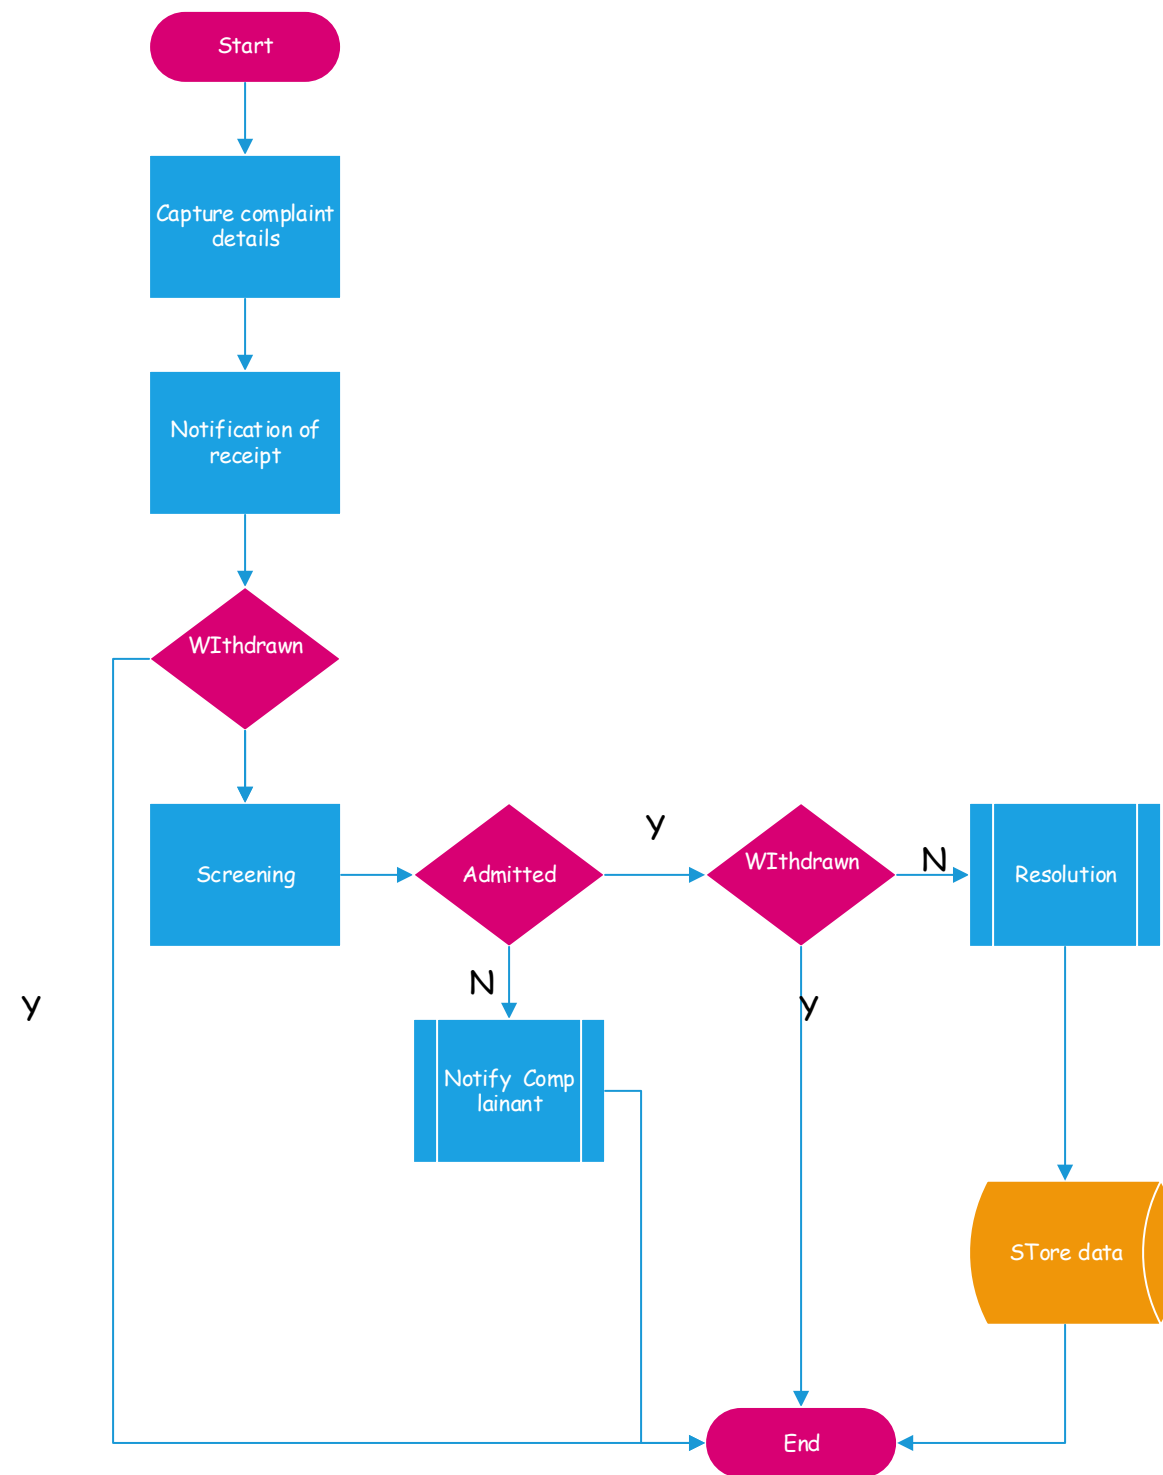 Start
Capture complaint
details
Notification of
receipt
WIthdrawn
Screening
Admitted
y
WIthdrawn
N
Resolution
N
y
y
Notify Comp
lainant
STore data
End